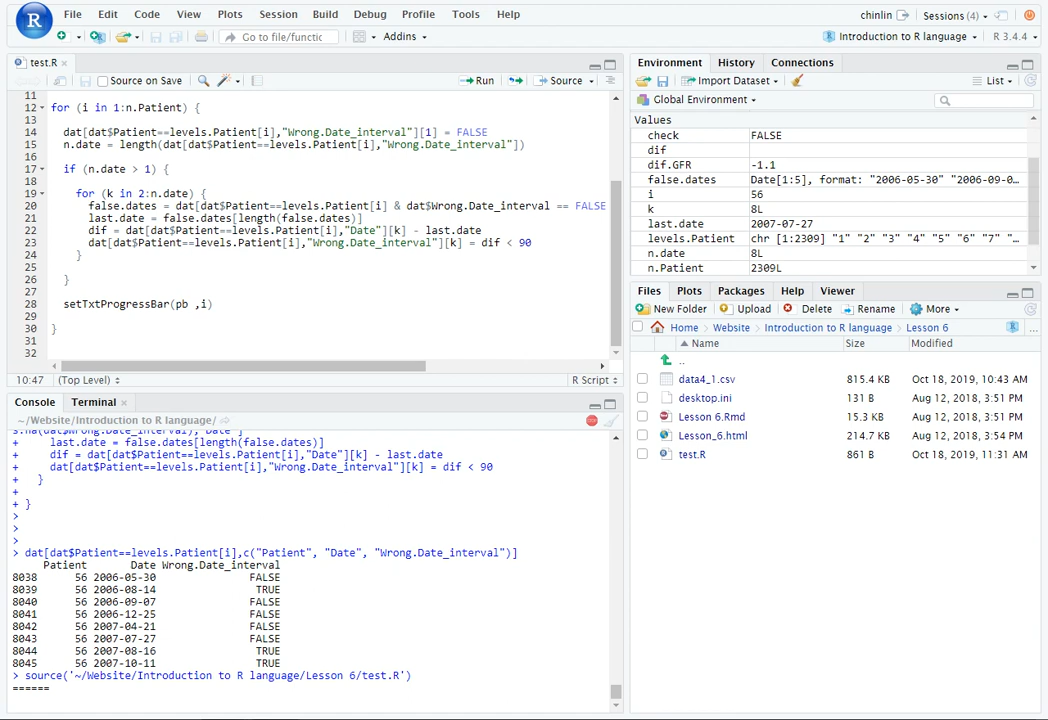 File Edit Code View Plots Session Build Debug Profile Tools Help chinlin Sessions (4)
Go to file/functic Addins Introduction to R language R 3.4.4
test.R
Source on Save Run Source
11
12 for (i in 1:n.Patient) {
13
14 dat[dat$Patient==levels.Patient[i],"Wrong.Date_interval"][1] = FALSE
15 n.date = length(dat[dat$Patient==levels.Patient[i],"Wrong.Date_interval"])
16
17 if (n.date > 1) {
18
19 for (k in 2:n.date) {
20 false.dates = dat[dat$Patient==levels.Patient[i] & dat$Wrong.Date_interval == FALSE
21 last.date = false.dates[length(false.dates)]
22 dif = dat[dat$Patient==levels.Patient[i],"Date"][k] - last.date
23 dat[dat$Patient==levels.Patient[i],"Wrong.Date_interval"][k] = dif < 90
24 }
25
26 }
27
28 setTxtProgressBar(pb ,i)
29
30 }
31
32
10:47 (Top Level) R Script
Console Terminal
~/Website/Introduction to R language/
s.na(dat$Wrong.Date_interval),"Date"]
+ last.date = false.dates[length(false.dates)]
+ dif = dat[dat$Patient==levels.Patient[i],"Date"][k] - last.date
+ dat[dat$Patient==levels.Patient[i],"Wrong.Date_interval"][k] = dif < 90
+ }
+
+ }
>
>
>
> dat[dat$Patient==levels.Patient[i],c("Patient", "Date", "Wrong.Date_interval")]
Patient Date Wrong.Date_interval
8038 56 2006-05-30 FALSE
8039 56 2006-08-14 TRUE
8040 56 2006-09-07 FALSE
8041 56 2006-12-25 FALSE
8042 56 2007-04-21 FALSE
8043 56 2007-07-27 FALSE
8044 56 2007-08-16 TRUE
8045 56 2007-10-11 TRUE
> source('~/Website/Introduction to R language/Lesson 6/test.R')
======
Environment History Connections
Import Dataset List
Global Environment
Values
check FALSE
dif
dif.GFR -1.1
false.dates Date[1:5], format: "2006-05-30" "2006-09-0…
i 56
k 8L
last.date 2007-07-27
levels.Patient chr [1:2309] "1" "2" "3" "4" "5" "6" "7" "…
n.date 8L
n.Patient 2309L
Files Plots Packages Help Viewer
New Folder Upload Delete Rename More
Home Website Introduction to R language Lesson 6 ...
Name Size Modified
..
data4_1.csv 815.4 KB Oct 18, 2019, 10:43 AM
desktop.ini 131 B Aug 12, 2018, 3:51 PM
Lesson 6.Rmd 15.3 KB Aug 12, 2018, 3:51 PM
Lesson_6.html 214.7 KB Aug 12, 2018, 3:54 PM
test.R 861 B Oct 18, 2019, 11:31 AM